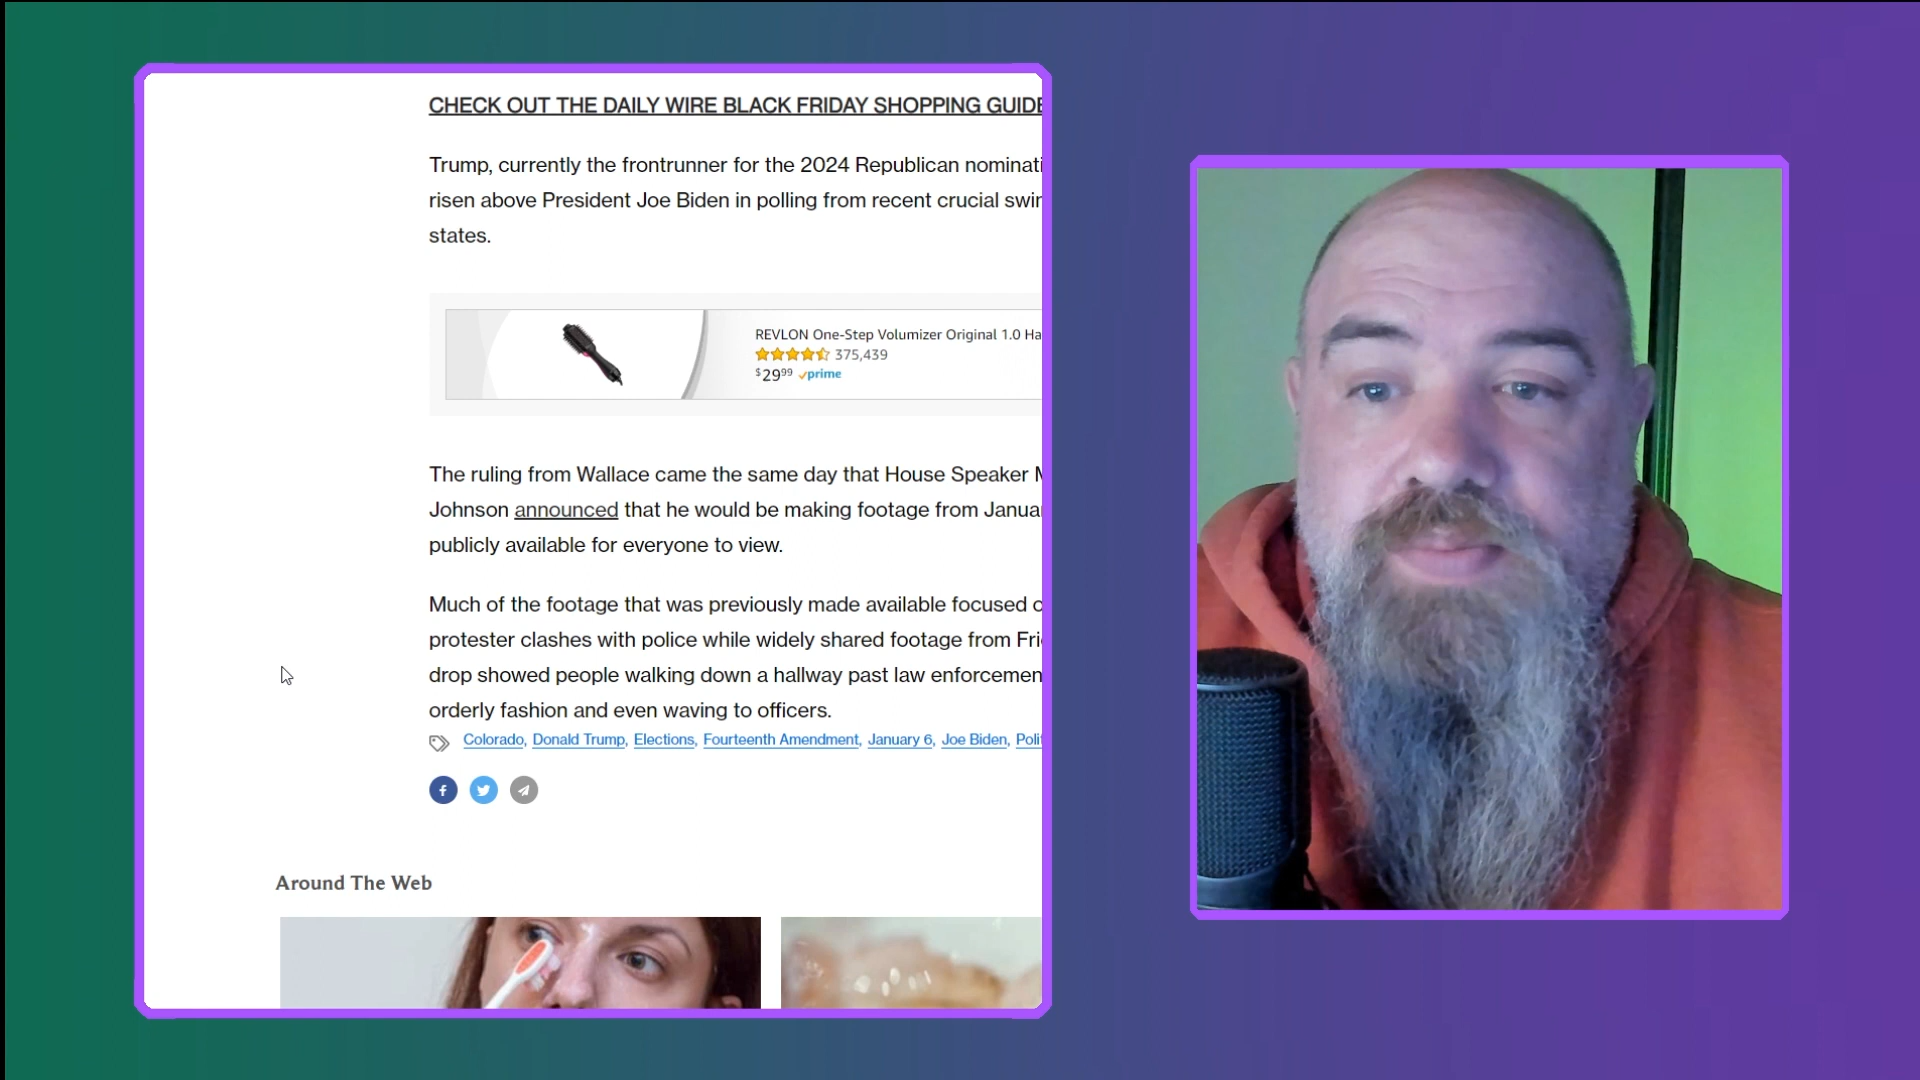 CHECK OUT THE DAILY WIRE BLACK FRIDAY SHOPPING GUIDE
Trump, currently the frontrunner for the 2024 Republican nominati
risen above President Joe Biden in polling from recent crucial swin
states.
REVLON One-Step Volumizer Original 1.0 Ha
375,439
$29⁹⁹ prime
The ruling from Wallace came the same day that House Speaker M
Johnson announced that he would be making footage from Januar
publicly available for everyone to view.
Much of the footage that was previously made available focused o
protester clashes with police while widely shared footage from Fri
drop showed people walking down a hallway past law enforcemen
orderly fashion and even waving to officers.
Colorado, Donald Trump, Elections, Fourteenth Amendment, January 6, Joe Biden, Polit
Around The Web